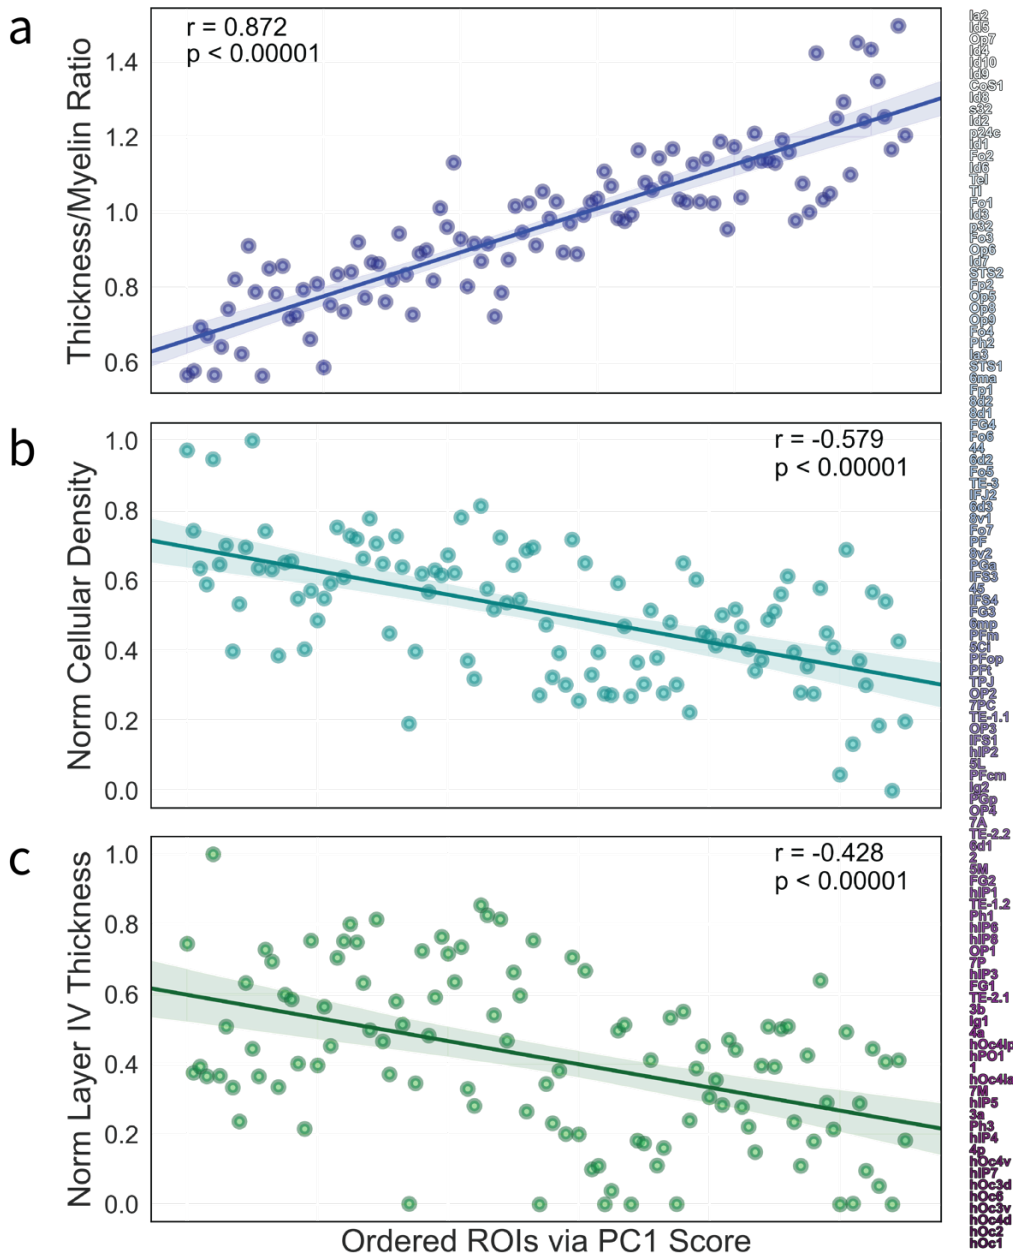 a
r = 0.872
p < 0.00001
Thickness/Myelin Ratio
1.4
1.2
1.0
0.8
0.6
b
r = -0.579
p < 0.00001
Norm Cellular Density
1.0
0.8
0.6
0.4
0.2
0.0
c
r = -0.428
p < 0.00001
Norm Layer IV Thickness
1.0
0.8
0.6
0.4
0.2
0.0
Ordered ROIs via PC1 Score
Ia2
Id5
Op7
Id4
Id10
Id9
CoS1
Id8
s32
Id2
p24c
Id1
Fo2
Id6
TeI
TI
Fo1
Id3
p32
Fo3
Op6
Id7
STS2
Fp2
Op5
Op8
Op9
Fo4
Ph2
Ia3
STS1
6ma
Fp1
8d2
8d1
FG4
Fo6
44
6d2
Fo5
TE-3
IFJ2
6d3
8v1
Fo7
PF
8v2
PGa
IFS3
45
IFS4
FG3
6mp
PFm
5Ci
PFop
PFt
TPJ
OP2
7PC
TE-1.1
OP3
IFS1
hIP2
5L
PFcm
Ig2
PGp
OP4
7A
TE-2.2
6d1
2
5M
FG2
hIP1
TE-1.2
Ph1
hIP6
hIP8
OP1
7P
hIP3
FG1
TE-2.1
3b
Ig1
4a
hOc4lp
hPO1
1
hOc4la
7M
hIP5
3a
Ph3
hIP4
4p
hOc4v
hIP7
hOc3d
hOc6
hOc3v
hOc4d
hOc2
hOc1